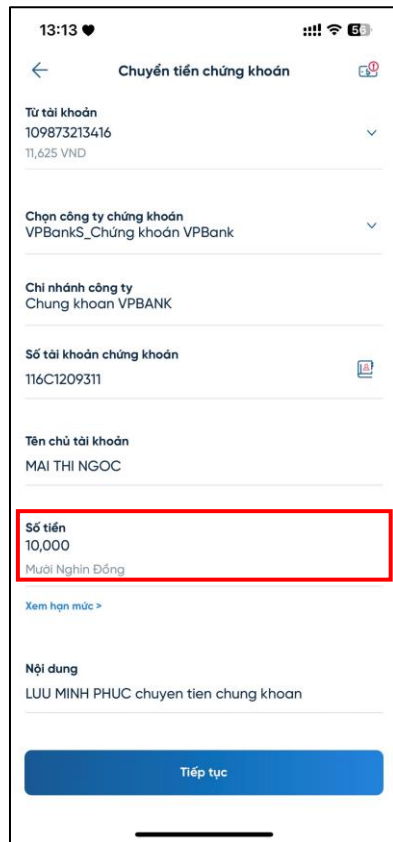 13:13
56
Chuyển tiền chứng khoán
Từ tài khoản
109873213416
11,625 VND
Chọn công ty chứng khoán
VPBankS_Chứng khoán VPBank
Chi nhánh công ty
Chung khoan VPBANK
Số tài khoản chứng khoán
116C1209311
Tên chủ tài khoản
MAI THI NGOC
Số tiền
10,000
Mười Nghìn Đồng
Xem hạn mức >
Nội dung
LUU MINH PHUC chuyen tien chung khoan
Tiếp tục